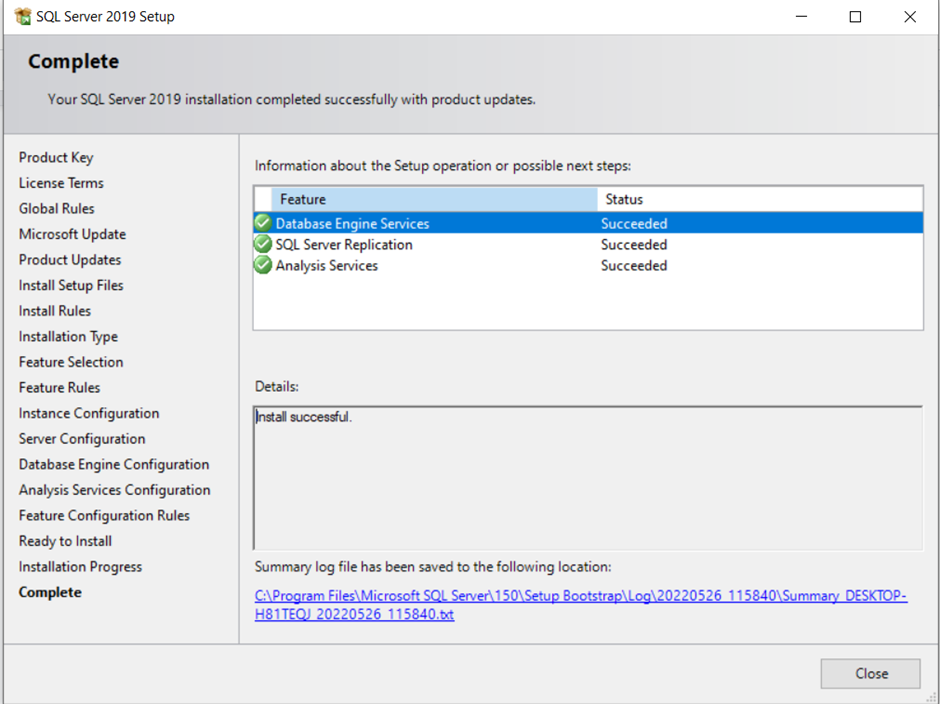 SQL Server 2019 Setup
Complete
Your SQL Server 2019 installation completed successfully with product updates.
Product Key
License Terms
Global Rules
Microsoft Update
Product Updates
Install Setup Files
Install Rules
Installation Type
Feature Selection
Feature Rules
Instance Configuration
Server Configuration
Database Engine Configuration
Analysis Services Configuration
Feature Configuration Rules
Ready to Install
Installation Progress
Complete
Information about the Setup operation or possible next steps:
Feature Status
Database Engine Services Succeeded
SQL Server Replication Succeeded
Analysis Services Succeeded
Details:
Install successful.
Summary log file has been saved to the following location:
C:\Program Files\Microsoft SQL Server\150\Setup Bootstrap\Log\20220526_115840\Summary_DESKTOP-
H81TEQJ_20220526_115840.txt
Close